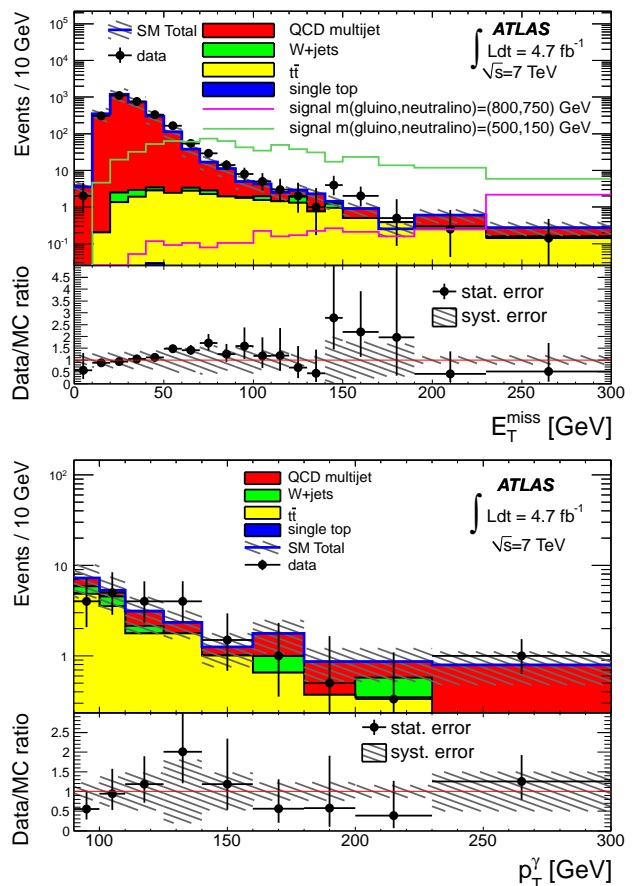 SM Total
data
QCD multijet
W+jets
tt̄
single top
signal m(gluino,neutralino)=(800,750) GeV
signal m(gluino,neutralino)=(500,150) GeV
ATLAS
∫ Ldt = 4.7 fb⁻¹
√s=7 TeV
Events / 10 GeV
10⁵
10⁴
10³
10²
10
1
10⁻¹
Data/MC ratio
4.5
4
3.5
3
2.5
2
1.5
1
0.5
0
stat. error
syst. error
0 50 100 150 200 250 300
E_T^miss [GeV]
QCD multijet
W+jets
tt̄
single top
SM Total
data
ATLAS
∫ Ldt = 4.7 fb⁻¹
√s=7 TeV
Events / 10 GeV
10²
10
1
Data/MC ratio
2.5
2
1.5
1
0.5
0
stat. error
syst. error
100 150 200 250 300
p_T^γ [GeV]